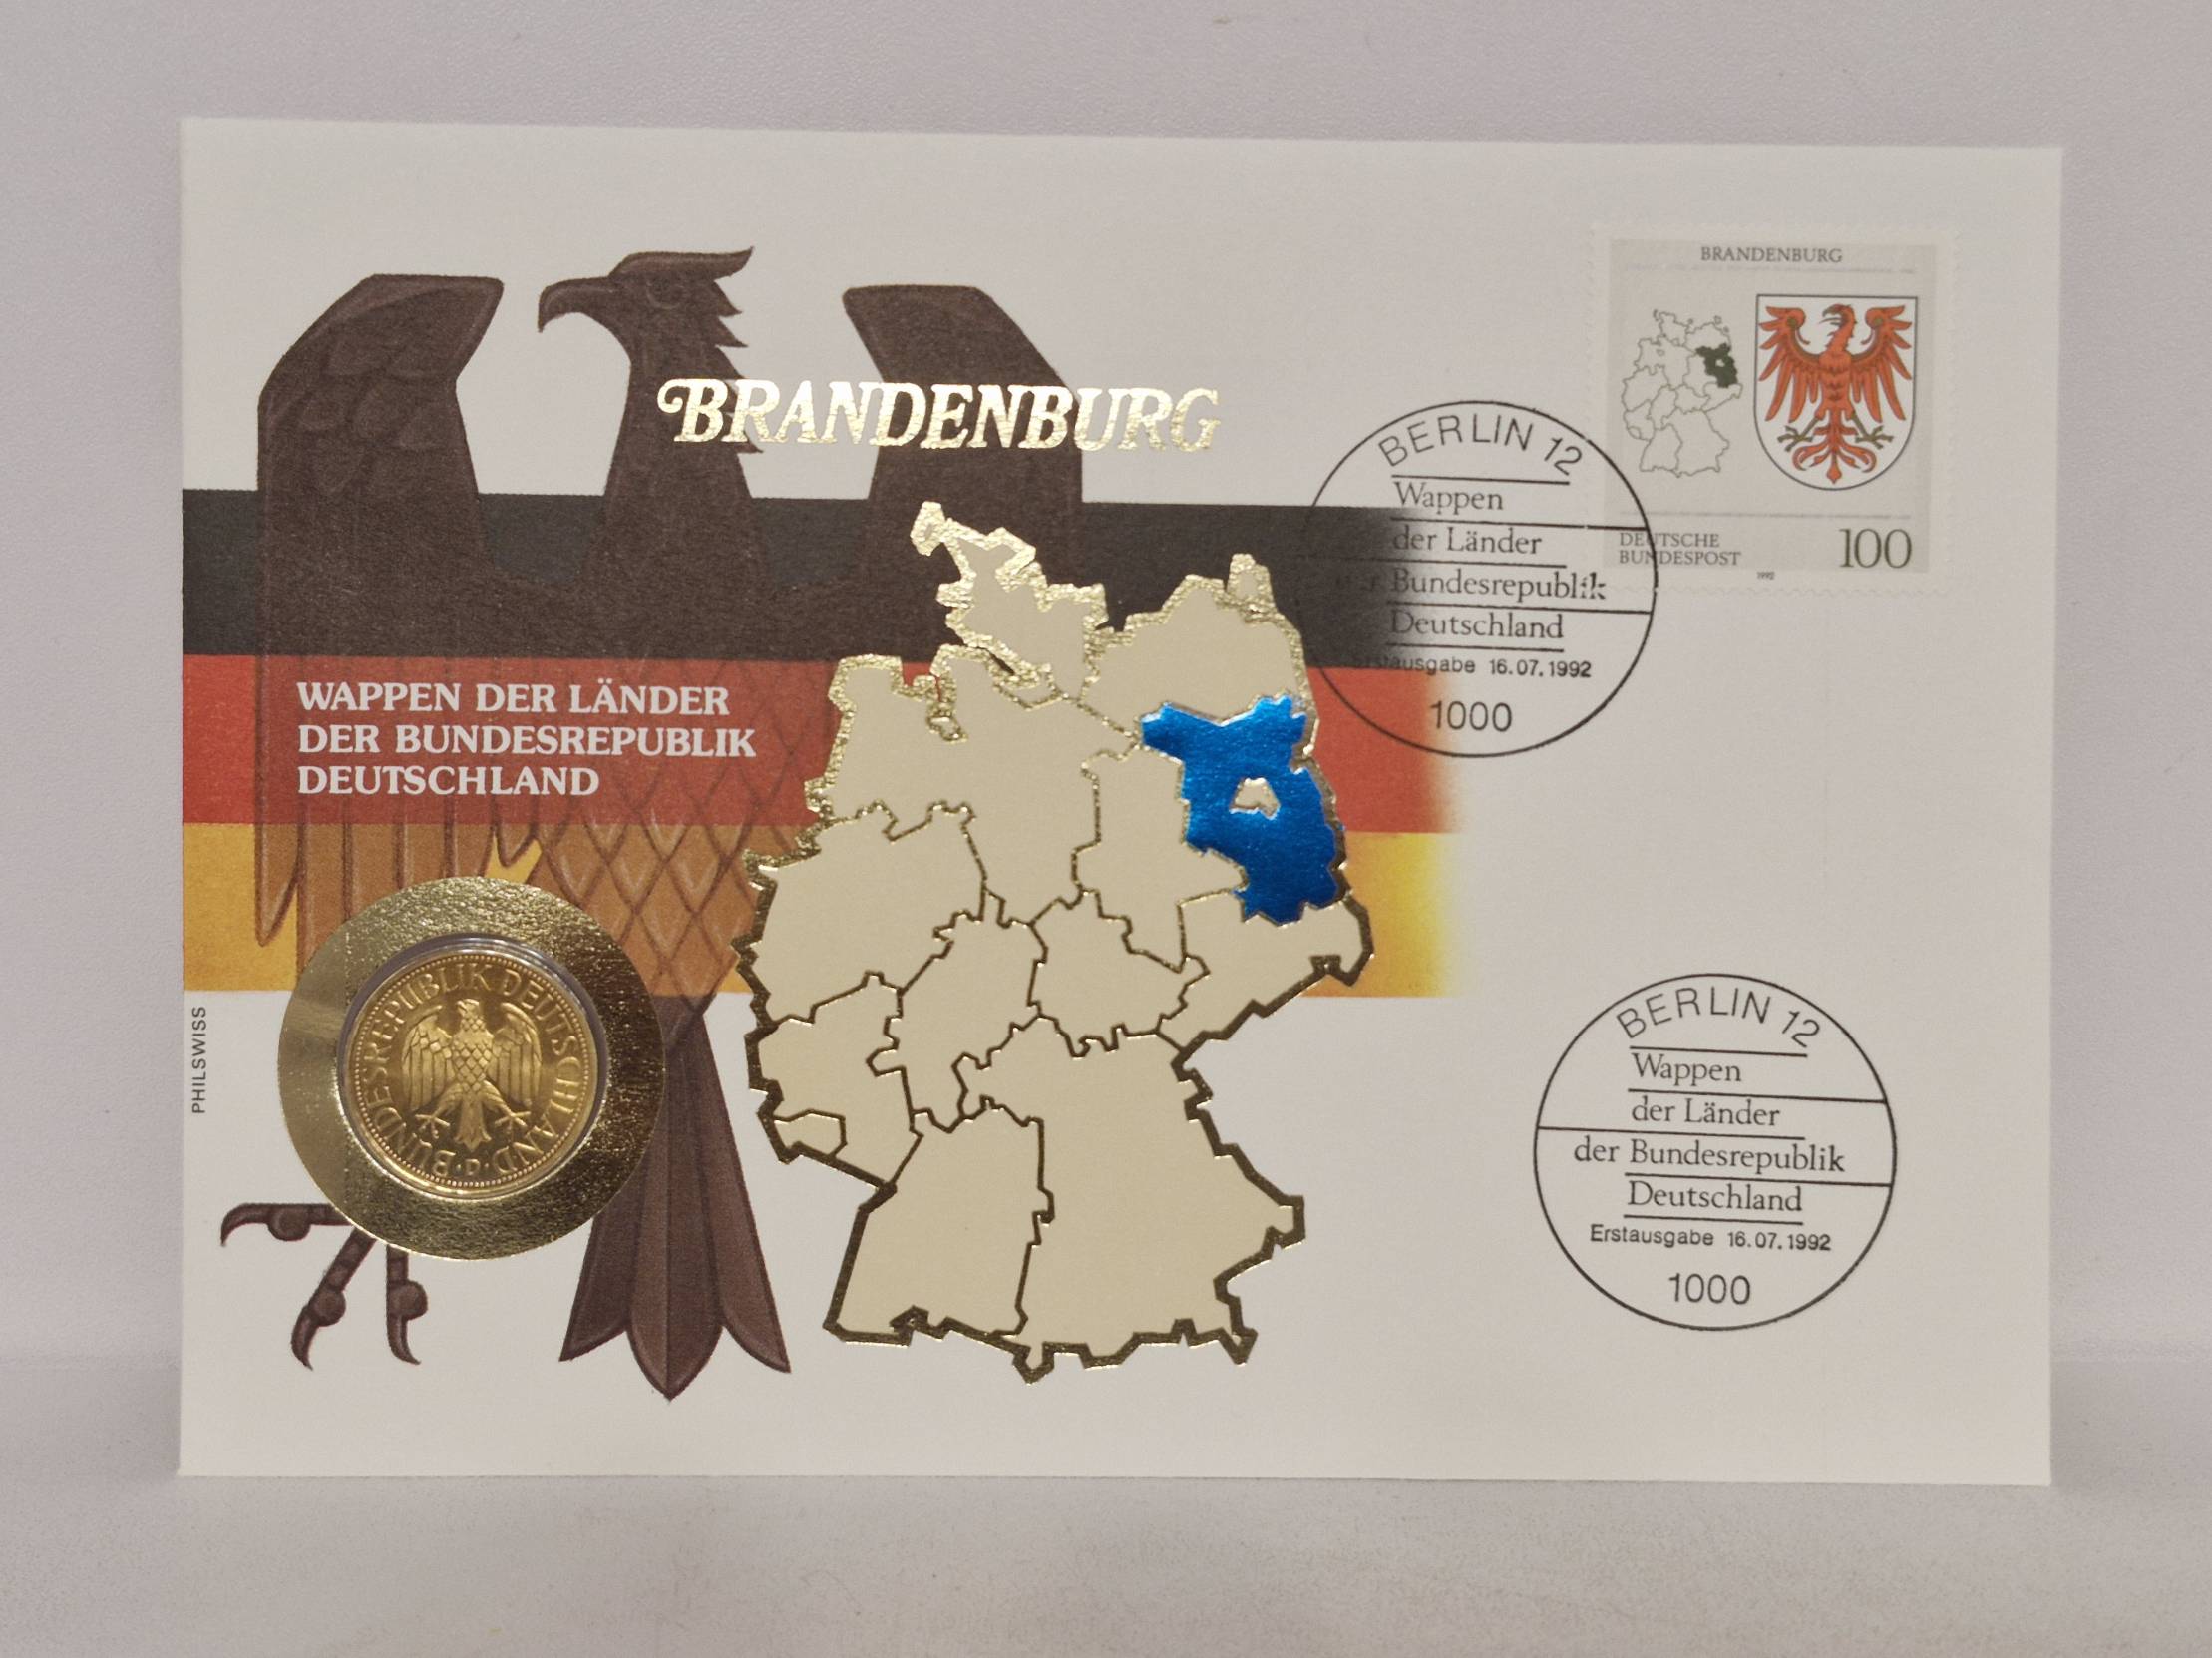 BRANDENBURG
WAPPEN DER LÄNDER
DER BUNDESREPUBLIK
DEUTSCHLAND
PHILSWISS
BUNDESREPUBLIK DEUTSCHLAND
·D·
BRANDENBURG
DEUTSCHE
BUNDESPOST
1992
100
BERLIN 12
Wappen
der Länder
der Bundesrepublik
Deutschland
Erstausgabe 16.07.1992
1000
BERLIN 12
Wappen
der Länder
der Bundesrepublik
Deutschland
Erstausgabe 16.07.1992
1000